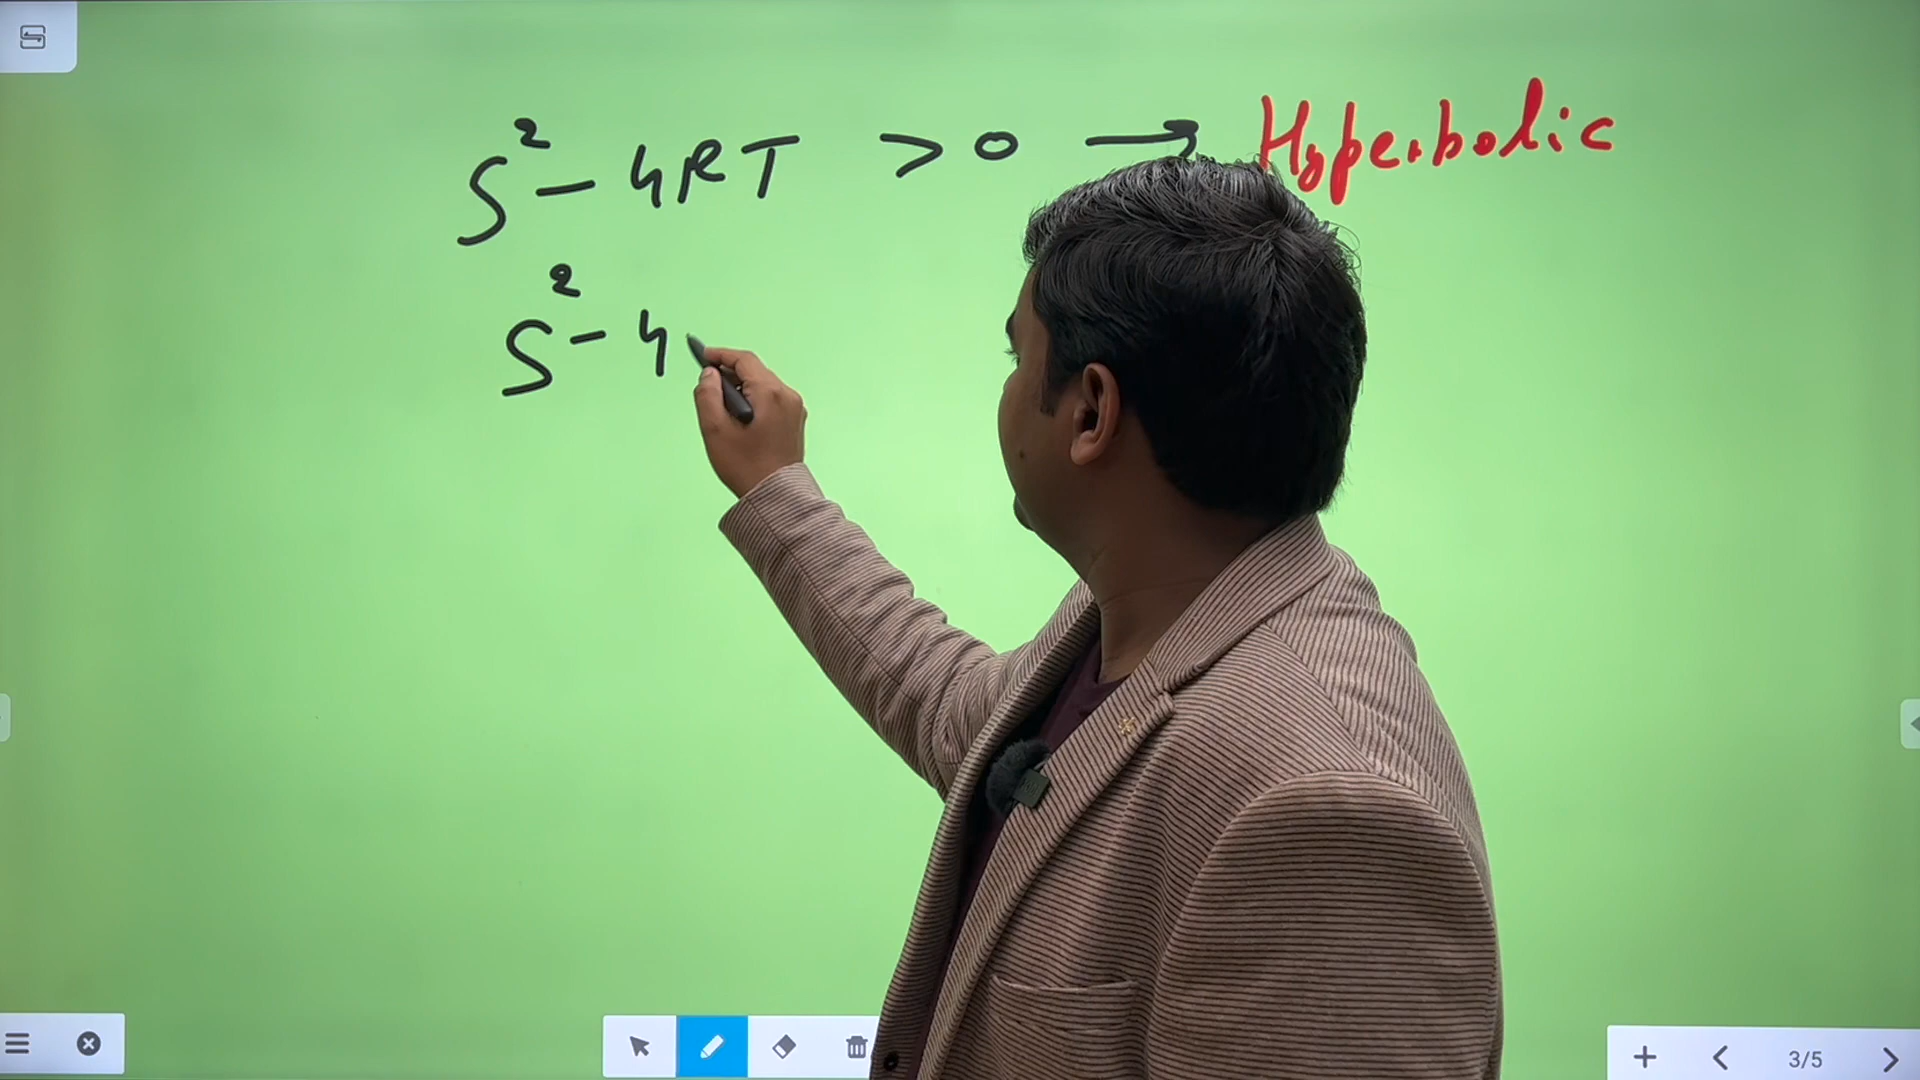 S² - 4RT > 0 → Hyperbolic
S² - 4
3/5